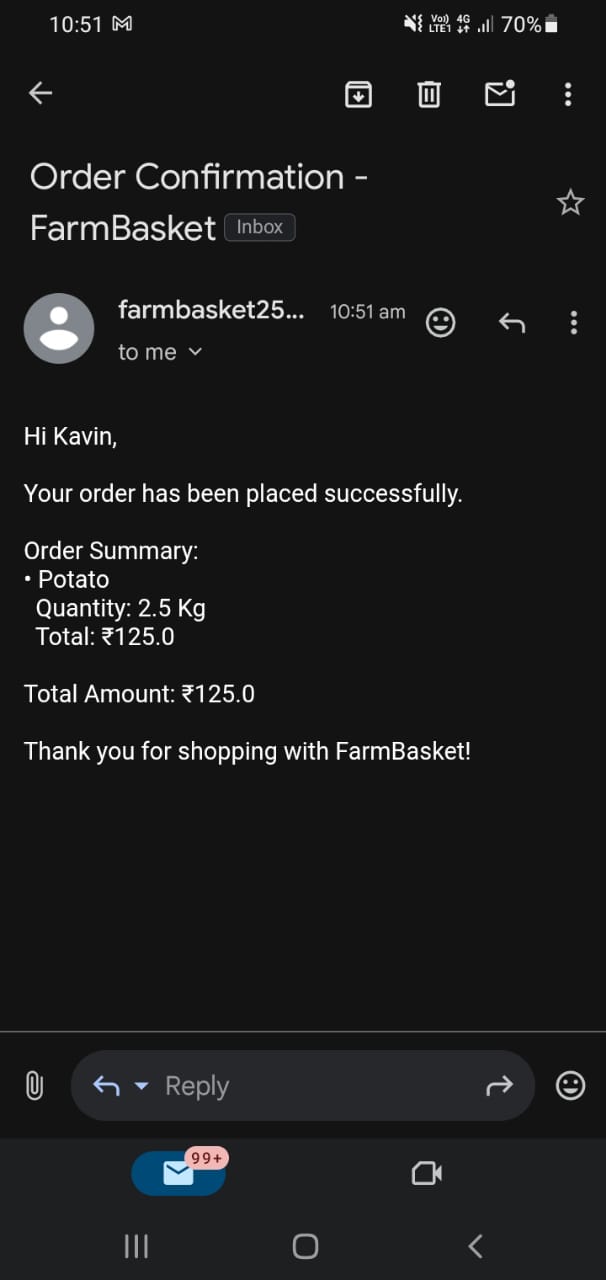 10:51
Vo)) 4G
LTE1 70%
Order Confirmation -
FarmBasket Inbox
farmbasket25... 10:51 am
to me
Hi Kavin,
Your order has been placed successfully.
Order Summary:
• Potato
Quantity: 2.5 Kg
Total: ₹125.0
Total Amount: ₹125.0
Thank you for shopping with FarmBasket!
Reply
99+